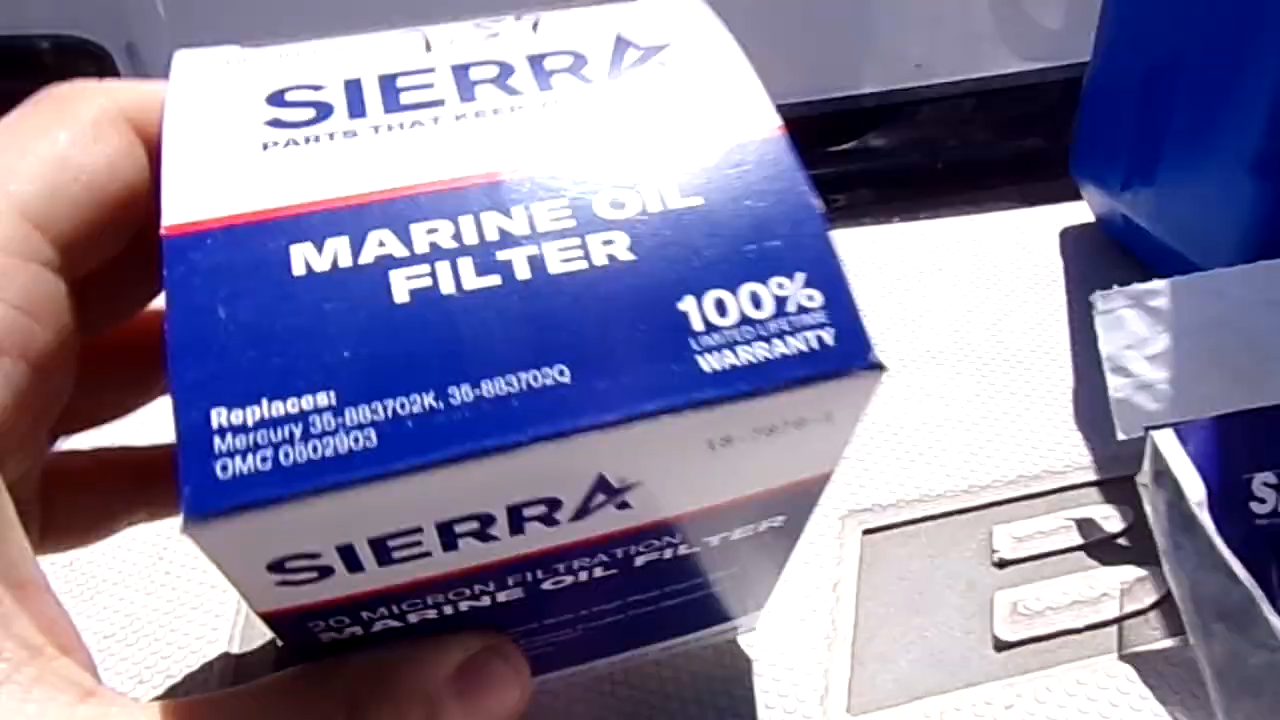 SIERRA
PARTS THAT KEEP
MARINE OIL
FILTER
100%
LIMITED LIFETIME
WARRANTY
Replaces:
Mercury 35-883702K, 35-883702Q
OMC 0502903
SIERRA
20 MICRON FILTRATION
MARINE OIL FILTER
S